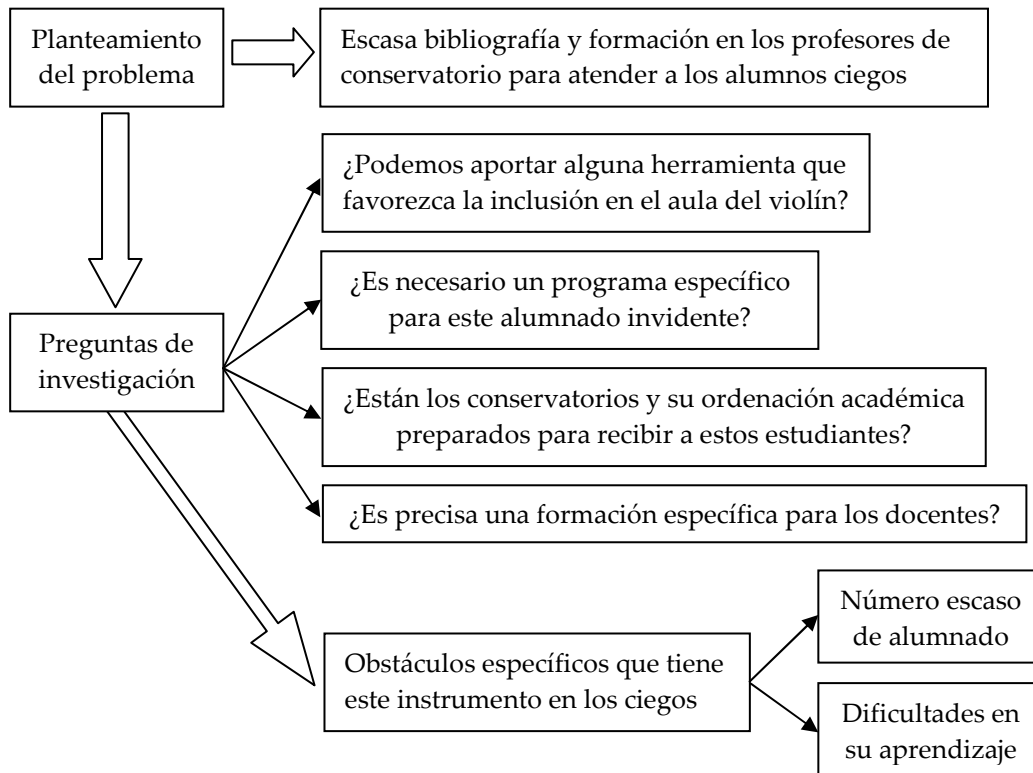 Planteamiento
del problema
Escasa bibliografía y formación en los profesores de
conservatorio para atender a los alumnos ciegos
¿Podemos aportar alguna herramienta que
favorezca la inclusión en el aula del violín?
¿Es necesario un programa específico
para este alumnado invidente?
Preguntas de
investigación
¿Están los conservatorios y su ordenación académica
preparados para recibir a estos estudiantes?
¿Es precisa una formación específica para los docentes?
Obstáculos específicos que tiene
este instrumento en los ciegos
Número escaso
de alumnado
Dificultades en
su aprendizaje